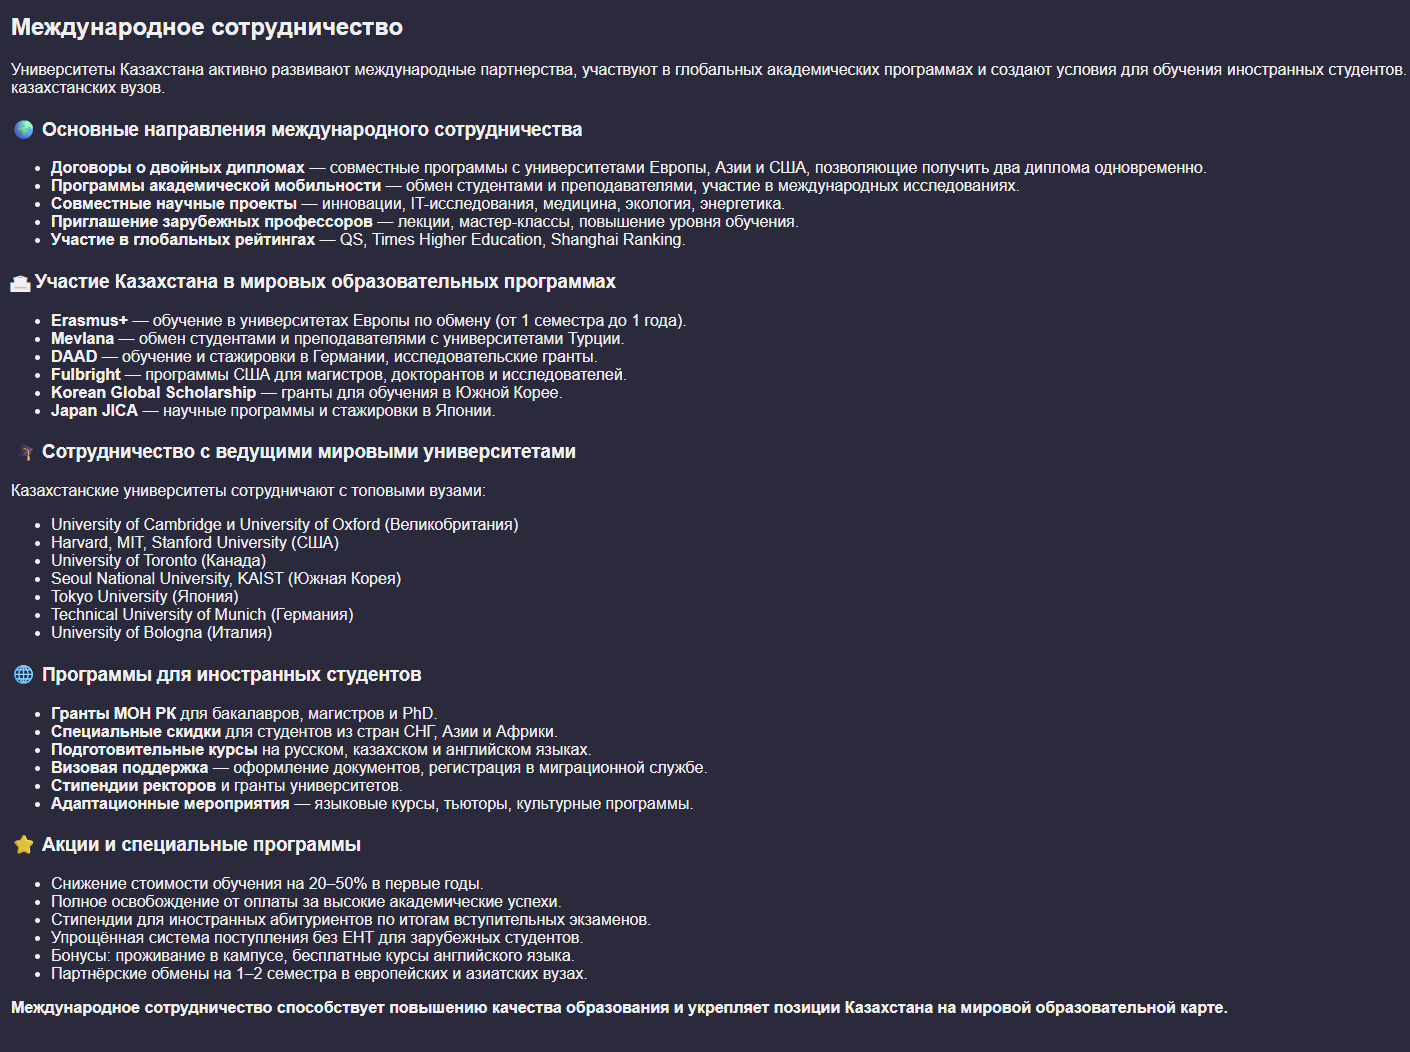 Международное сотрудничество
Университеты Казахстана активно развивают международные партнерства, участвуют в глобальных академических программах и создают условия для обучения иностранных студентов.
казахстанских вузов.
Основные направления международного сотрудничества
Договоры о двойных дипломах — совместные программы с университетами Европы, Азии и США, позволяющие получить два диплома одновременно.
Программы академической мобильности — обмен студентами и преподавателями, участие в международных исследованиях.
Совместные научные проекты — инновации, IT-исследования, медицина, экология, энергетика.
Приглашение зарубежных профессоров — лекции, мастер-классы, повышение уровня обучения.
Участие в глобальных рейтингах — QS, Times Higher Education, Shanghai Ranking.
Участие Казахстана в мировых образовательных программах
Erasmus+ — обучение в университетах Европы по обмену (от 1 семестра до 1 года).
Mevlana — обмен студентами и преподавателями с университетами Турции.
DAAD — обучение и стажировки в Германии, исследовательские гранты.
Fulbright — программы США для магистров, докторантов и исследователей.
Korean Global Scholarship — гранты для обучения в Южной Корее.
Japan JICA — научные программы и стажировки в Японии.
Сотрудничество с ведущими мировыми университетами
Казахстанские университеты сотрудничают с топовыми вузами:
University of Cambridge и University of Oxford (Великобритания)
Harvard, MIT, Stanford University (США)
University of Toronto (Канада)
Seoul National University, KAIST (Южная Корея)
Tokyo University (Япония)
Technical University of Munich (Германия)
University of Bologna (Италия)
Программы для иностранных студентов
Гранты МОН РК для бакалавров, магистров и PhD.
Специальные скидки для студентов из стран СНГ, Азии и Африки.
Подготовительные курсы на русском, казахском и английском языках.
Визовая поддержка — оформление документов, регистрация в миграционной службе.
Стипендии ректоров и гранты университетов.
Адаптационные мероприятия — языковые курсы, тьюторы, культурные программы.
Акции и специальные программы
Снижение стоимости обучения на 20–50% в первые годы.
Полное освобождение от оплаты за высокие академические успехи.
Стипендии для иностранных абитуриентов по итогам вступительных экзаменов.
Упрощённая система поступления без ЕНТ для зарубежных студентов.
Бонусы: проживание в кампусе, бесплатные курсы английского языка.
Партнёрские обмены на 1–2 семестра в европейских и азиатских вузах.
Международное сотрудничество способствует повышению качества образования и укрепляет позиции Казахстана на мировой образовательной карте.